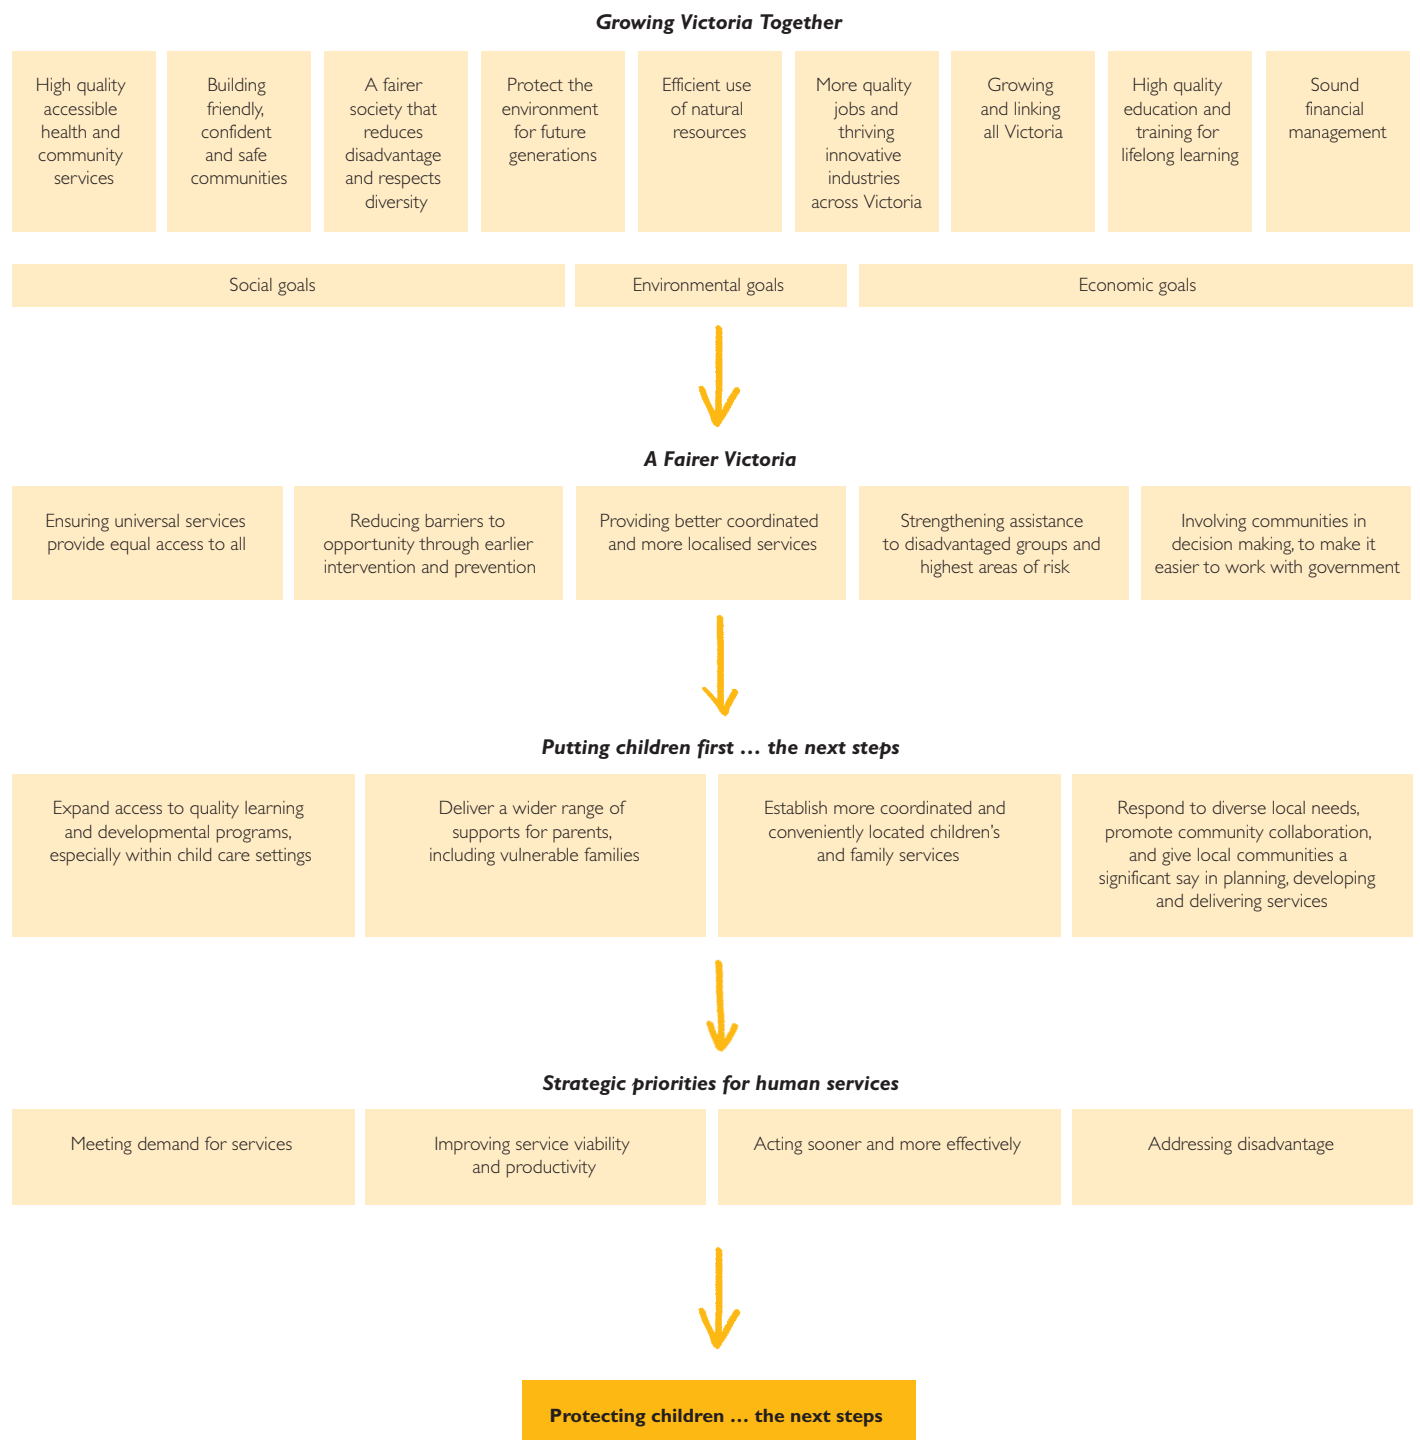 Growing Victoria Together
High quality
accessible
health and
community
services
Building
friendly,
confident
and safe
communities
A fairer
society that
reduces
disadvantage
and respects
diversity
Protect the
environment
for future
generations
Efficient use
of natural
resources
More quality
jobs and
thriving
innovative
industries
across Victoria
Growing
and linking
all Victoria
High quality
education and
training for
lifelong learning
Sound
financial
management
Social goals
Environmental goals
Economic goals
A Fairer Victoria
Ensuring universal services
provide equal access to all
Reducing barriers to
opportunity through earlier
intervention and prevention
Providing better coordinated
and more localised services
Strengthening assistance
to disadvantaged groups and
highest areas of risk
Involving communities in
decision making, to make it
easier to work with government
Putting children first … the next steps
Expand access to quality learning
and developmental programs,
especially within child care settings
Deliver a wider range of
supports for parents,
including vulnerable families
Establish more coordinated and
conveniently located children’s
and family services
Respond to diverse local needs,
promote community collaboration,
and give local communities a
significant say in planning, developing
and delivering services
Strategic priorities for human services
Meeting demand for services
Improving service viability
and productivity
Acting sooner and more effectively
Addressing disadvantage
Protecting children … the next steps